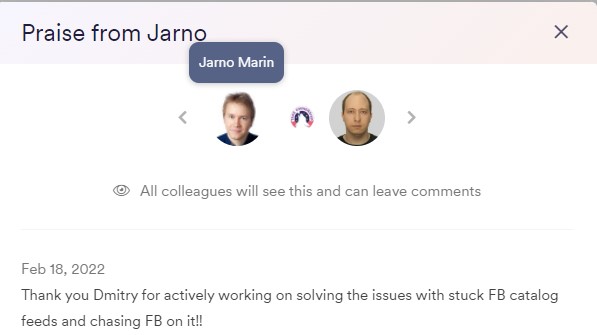 Praise from Jarno
Jarno Marin
All colleagues will see this and can leave comments
Feb 18, 2022
Thank you Dmitry for actively working on solving the issues with stuck FB catalog
feeds and chasing FB on it!!